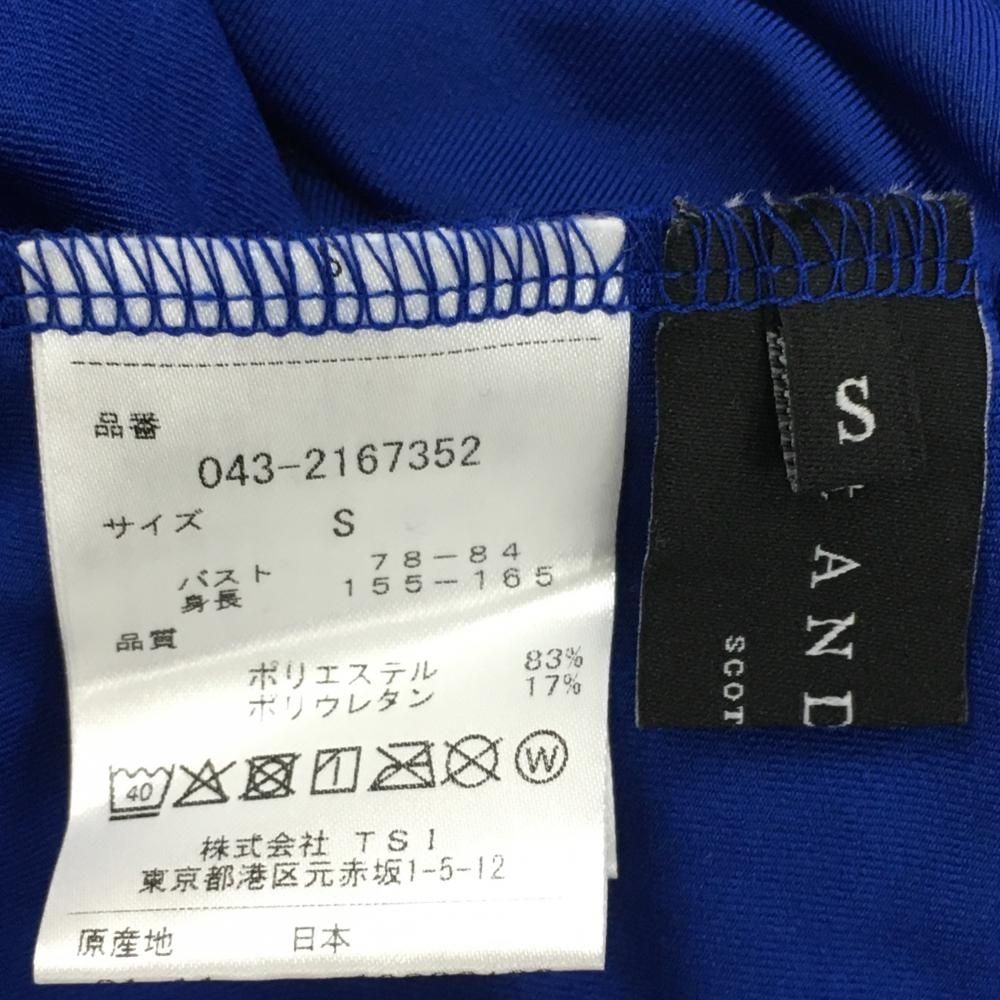 品番
043-2167352
サイズ S
バスト 78-84
身長 155-165
品質
ポリエステル 83%
ポリウレタン 17%
40
W
株式会社 TSI
東京都港区元赤坂1-5-12
原産地 日本
S
AND
SCOT